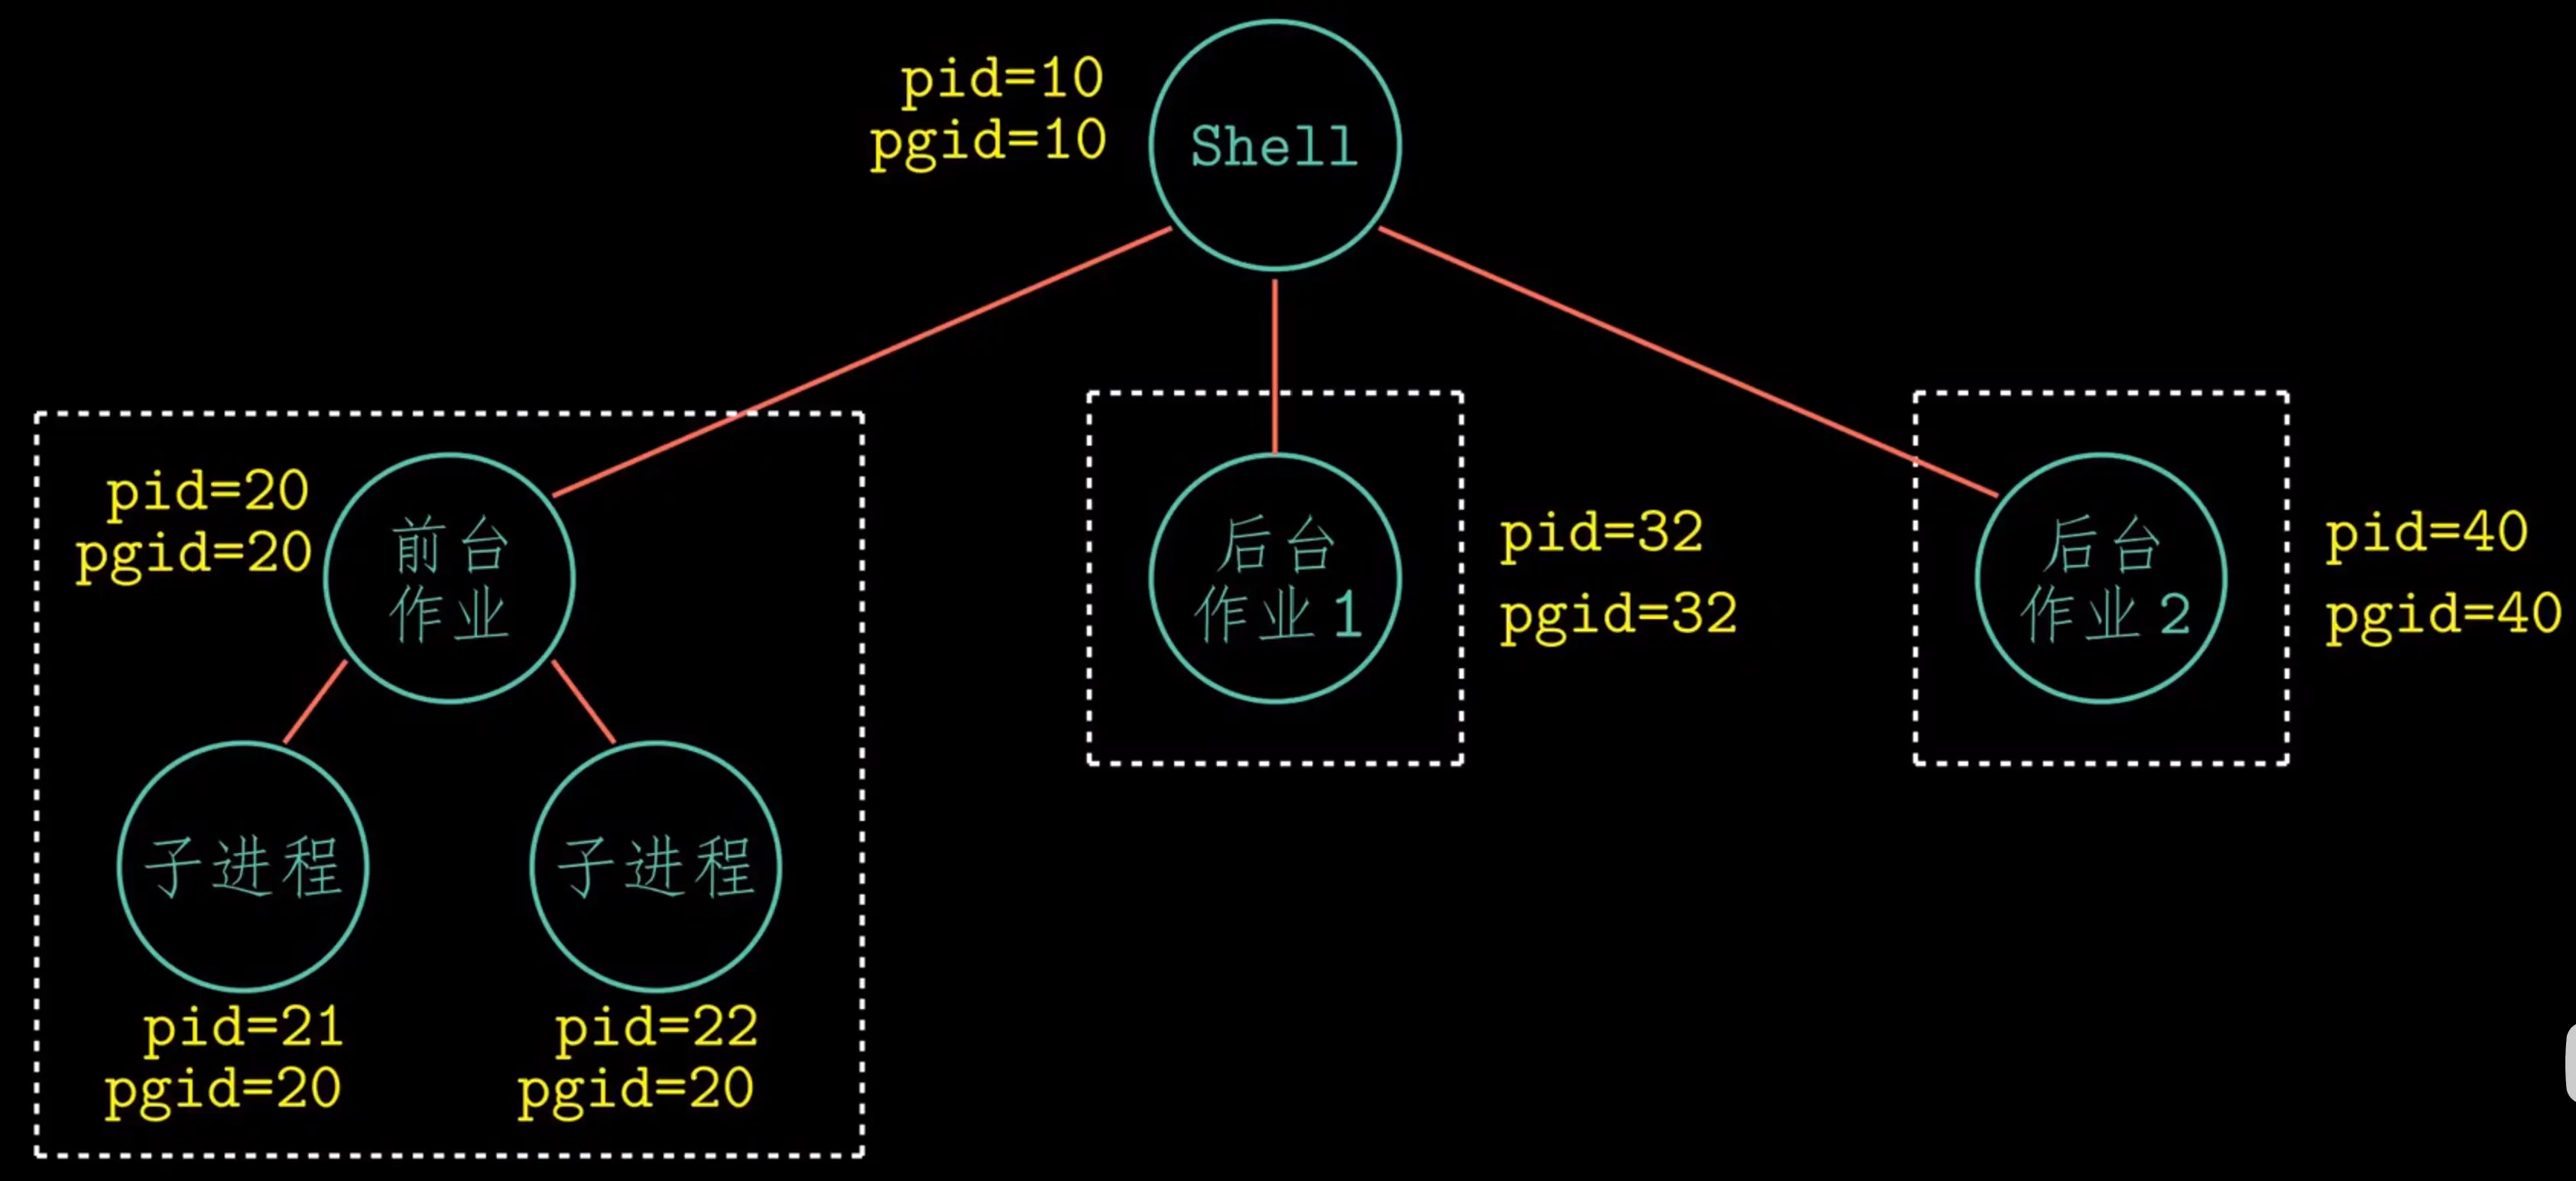 pid=10
pgid=10
Shell
pid=20
pgid=20
前台
作业
后台
作业 1
pid=32
pgid=32
后台
作业 2
pid=40
pgid=40
子进程
子进程
pid=21
pgid=20
pid=22
pgid=20